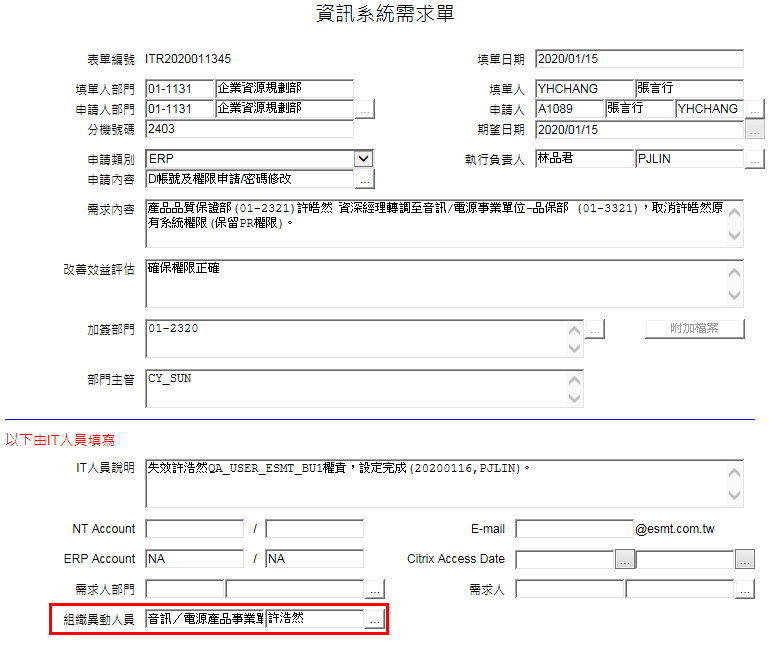 資訊系統需求單
表單編號 ITR2020011345 填單日期 2020/01/15
填單人部門 01-1131 企業資源規劃部 填單人 YHCHANG 張言行
申請人部門 01-1131 企業資源規劃部 ... 申請人 A1089 張言行 YHCHANG ...
分機號碼 2403 期望日期 2020/01/15 ...
申請類別 ERP 執行負責人 林品君 PJLIN ...
申請內容 D帳號及權限申請/密碼修改 ...
需求內容 產品品質保證部(01-2321)許晧然 資深經理轉調至音訊/電源事業單位-品保部 (01-3321),取消許晧然原
有系統權限(保留PR權限)。
改善效益評估 確保權限正確
加簽部門 01-2320 ... 附加檔案
部門主管 CY_SUN
以下由IT人員填寫
IT人員說明 失效許浩然QA_USER_ESMT_BU1權責,設定完成(20200116,PJLIN)。
NT Account / E-mail @esmt.com.tw
ERP Account NA / NA Citrix Access Date ... ...
需求人部門 ... 需求人 ...
組織異動人員 音訊／電源產品事業單 許浩然 ...